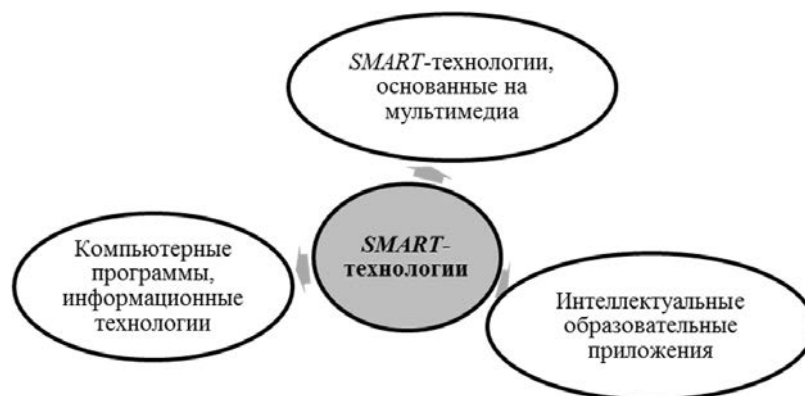 SMART-технологии,
основанные на
мультимедиа
SMART-
технологии
Компьютерные
программы,
информационные
технологии
Интеллектуальные
образовательные
приложения